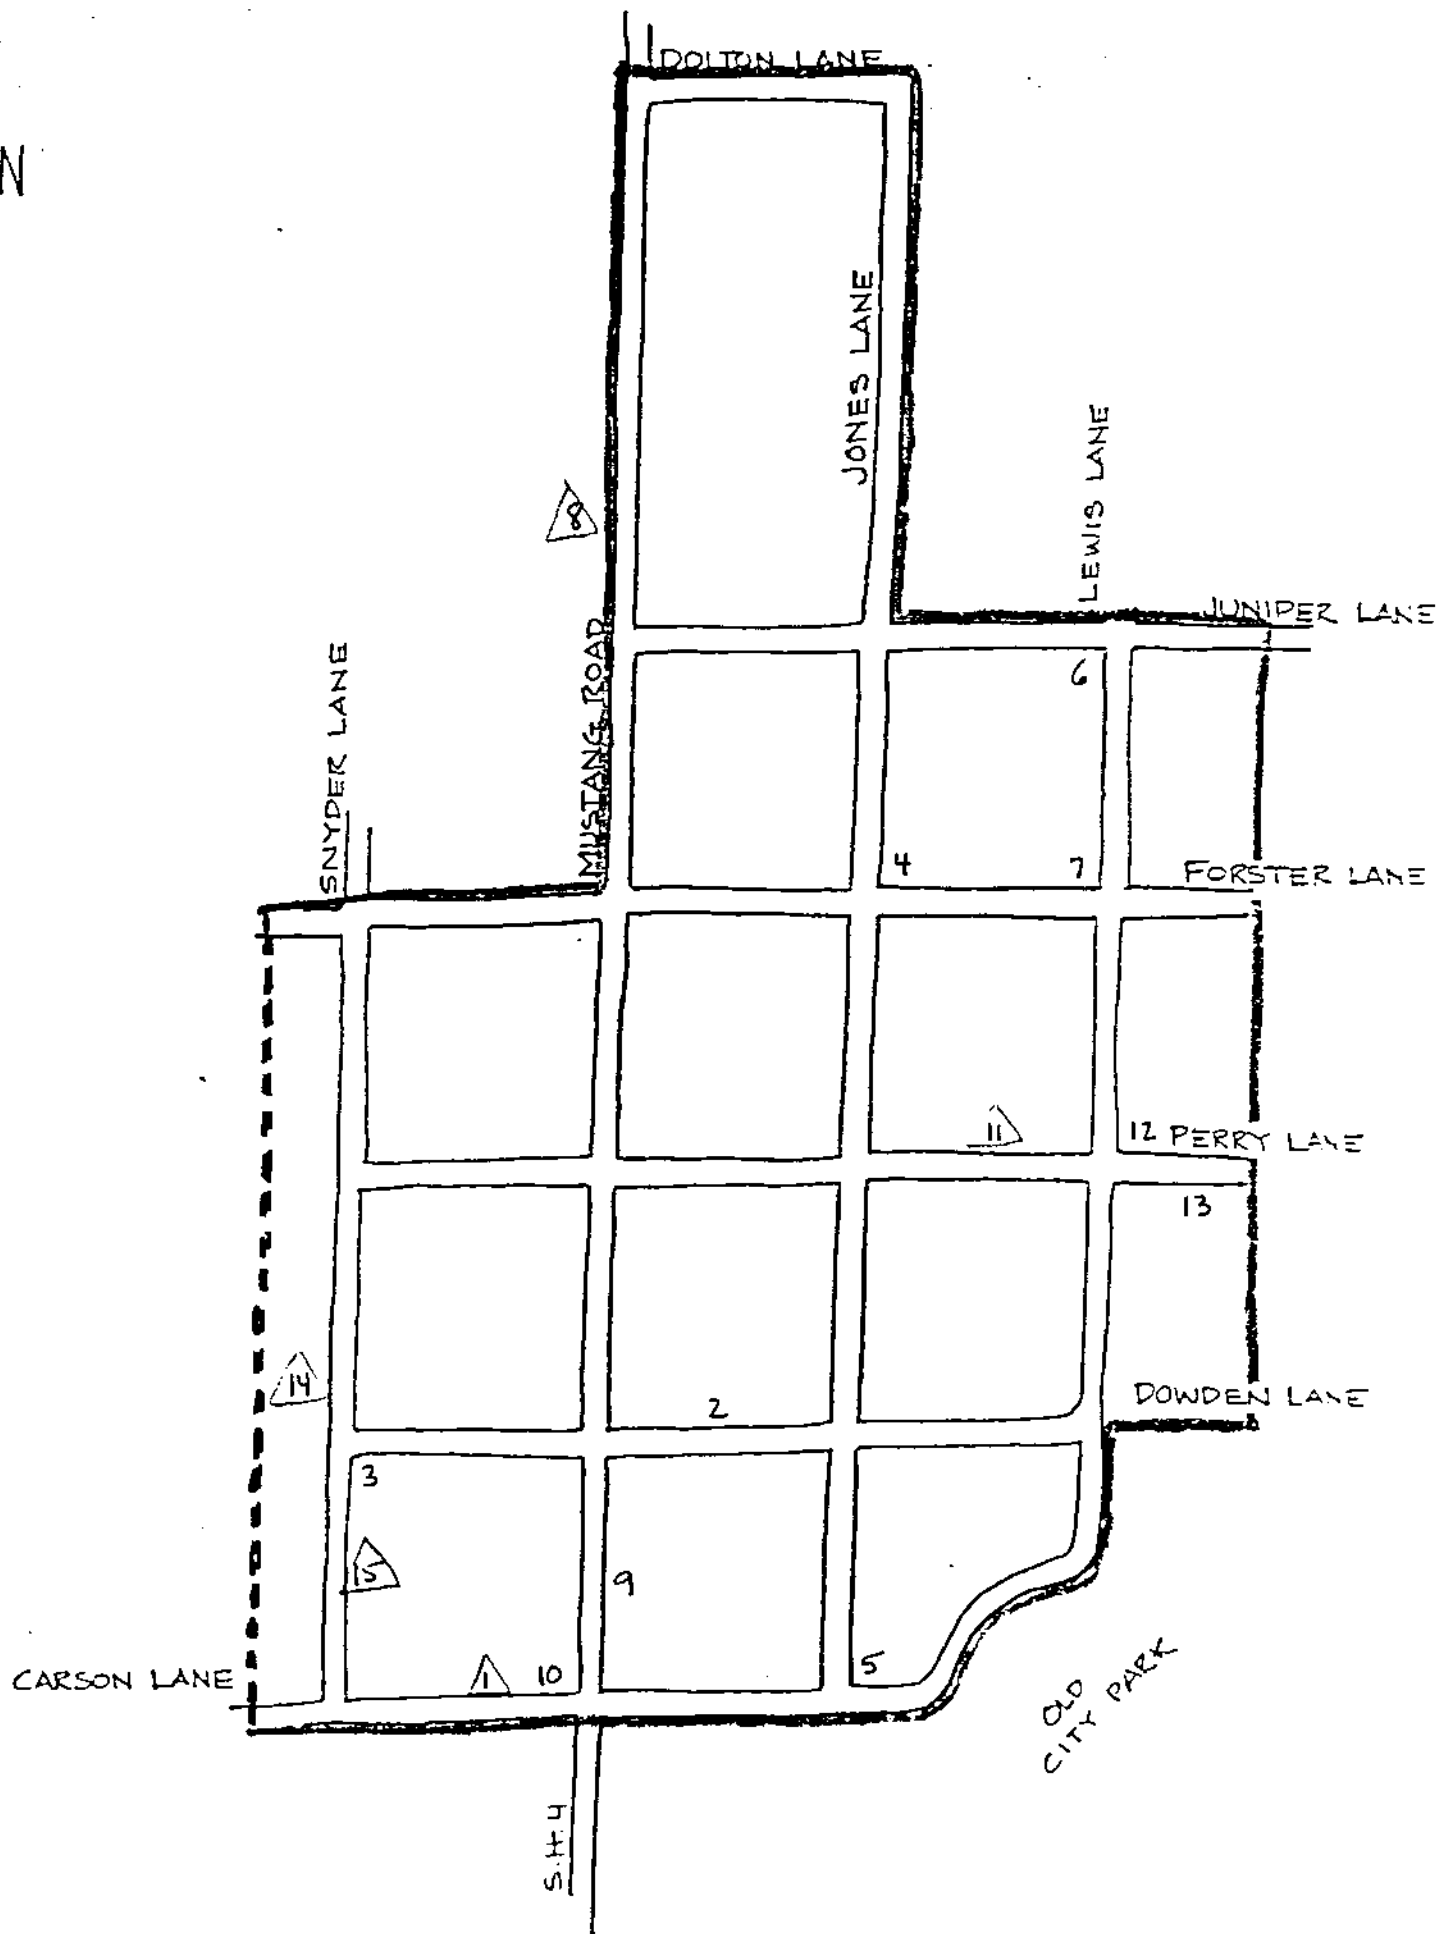 DOLTON LANE
N
JONES LANE
LEWIS LANE
8
JUNIPER LANE
MUSTANG ROAD
SNYDER LANE
6
4
7
FORSTER LANE
11
12
PERRY LANE
13
14
DOWDEN LANE
2
3
15
9
CARSON LANE
1
10
5
OLD
CITY PARK
S.H.4